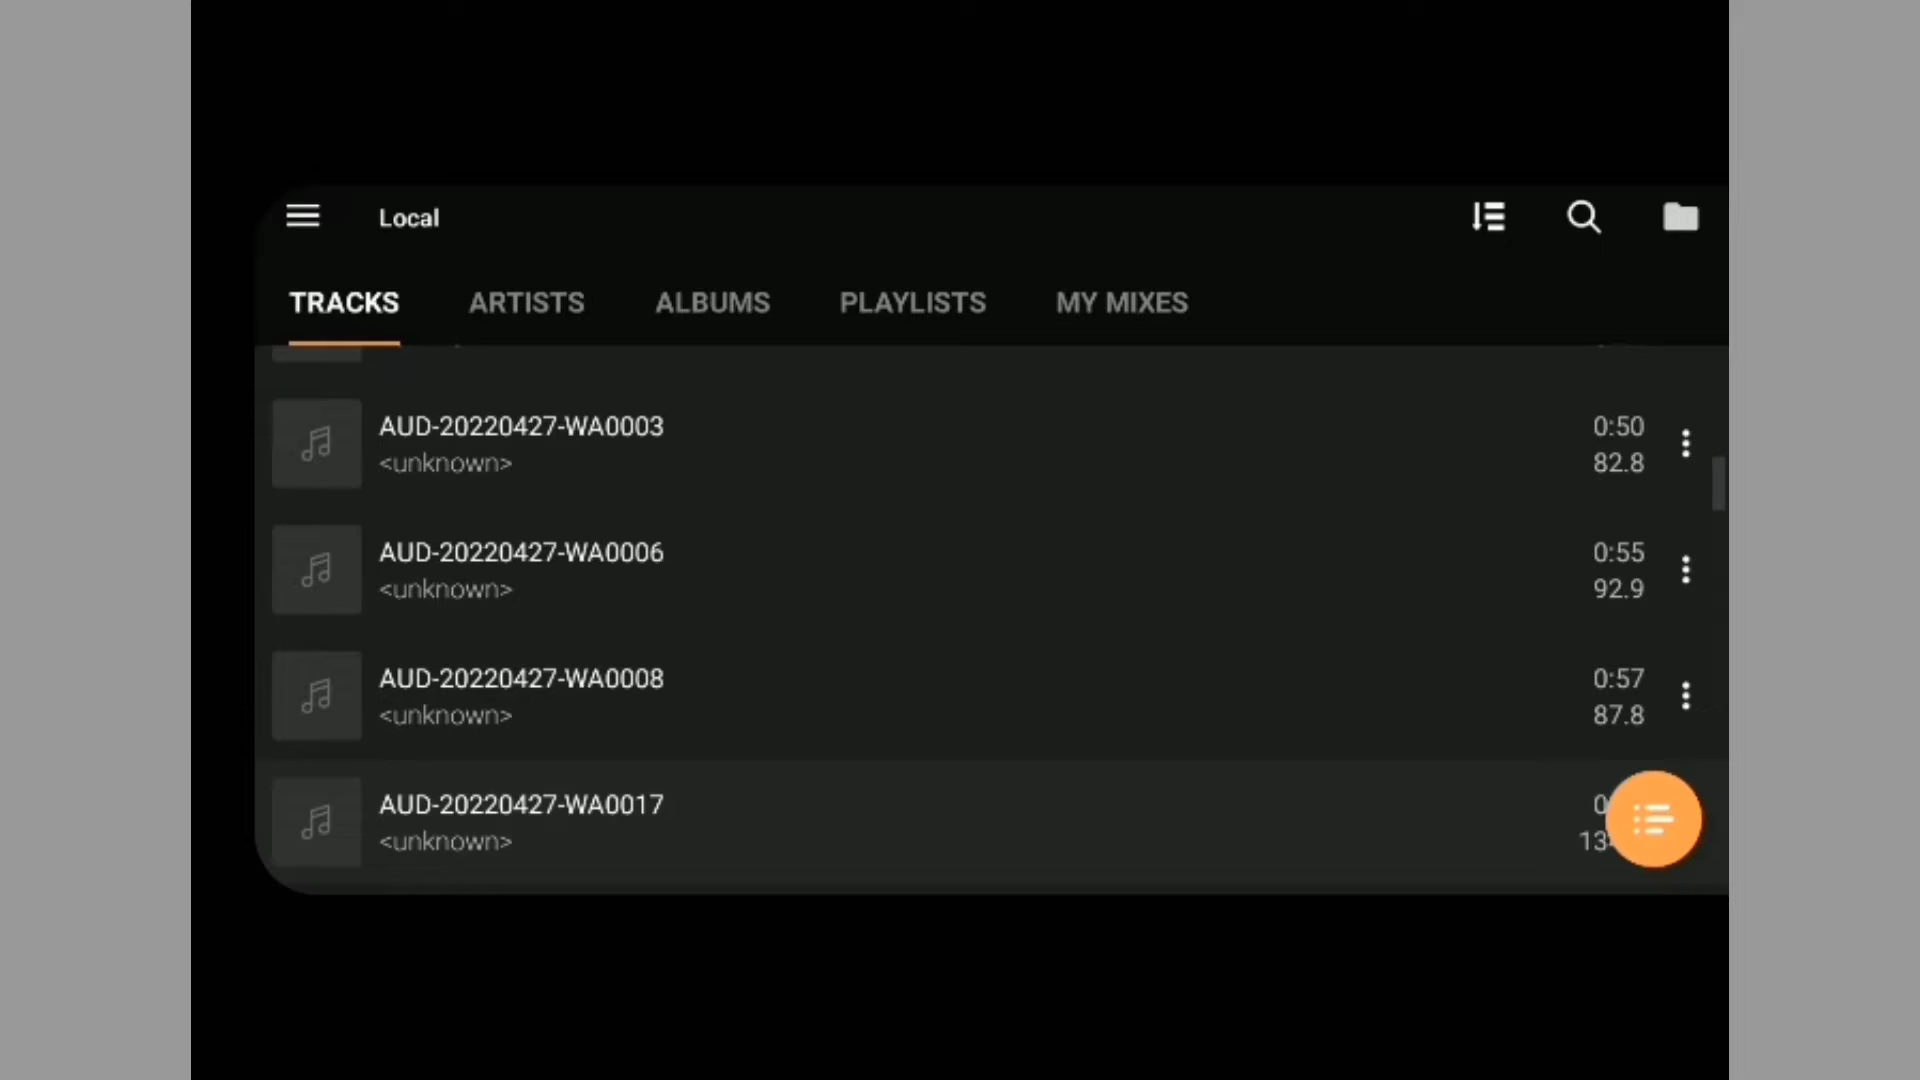 Local
TRACKS ARTISTS ALBUMS PLAYLISTS MY MIXES
AUD-20220427-WA0003 0:50
<unknown> 82.8
AUD-20220427-WA0006 0:55
<unknown> 92.9
AUD-20220427-WA0008 0:57
<unknown> 87.8
AUD-20220427-WA0017
<unknown>